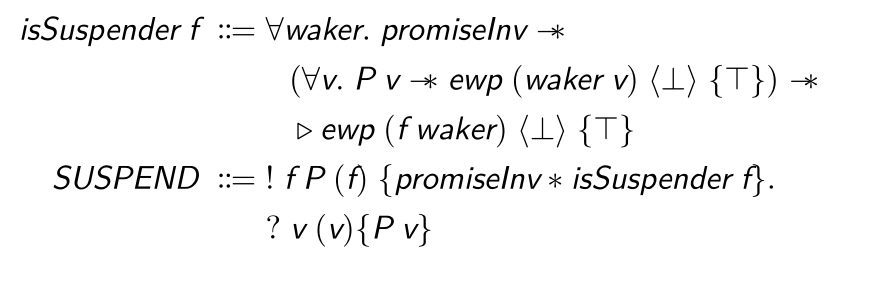 isSuspender f ::= ∀waker. promiseInv -∗
(∀v. P v -∗ ewp (waker v) ⟨⊥⟩ {⊤}) -∗
▷ ewp (f waker) ⟨⊥⟩ {⊤}
SUSPEND ::= ! f P (f) {promiseInv ∗ isSuspender f}.
? v (v){P v}